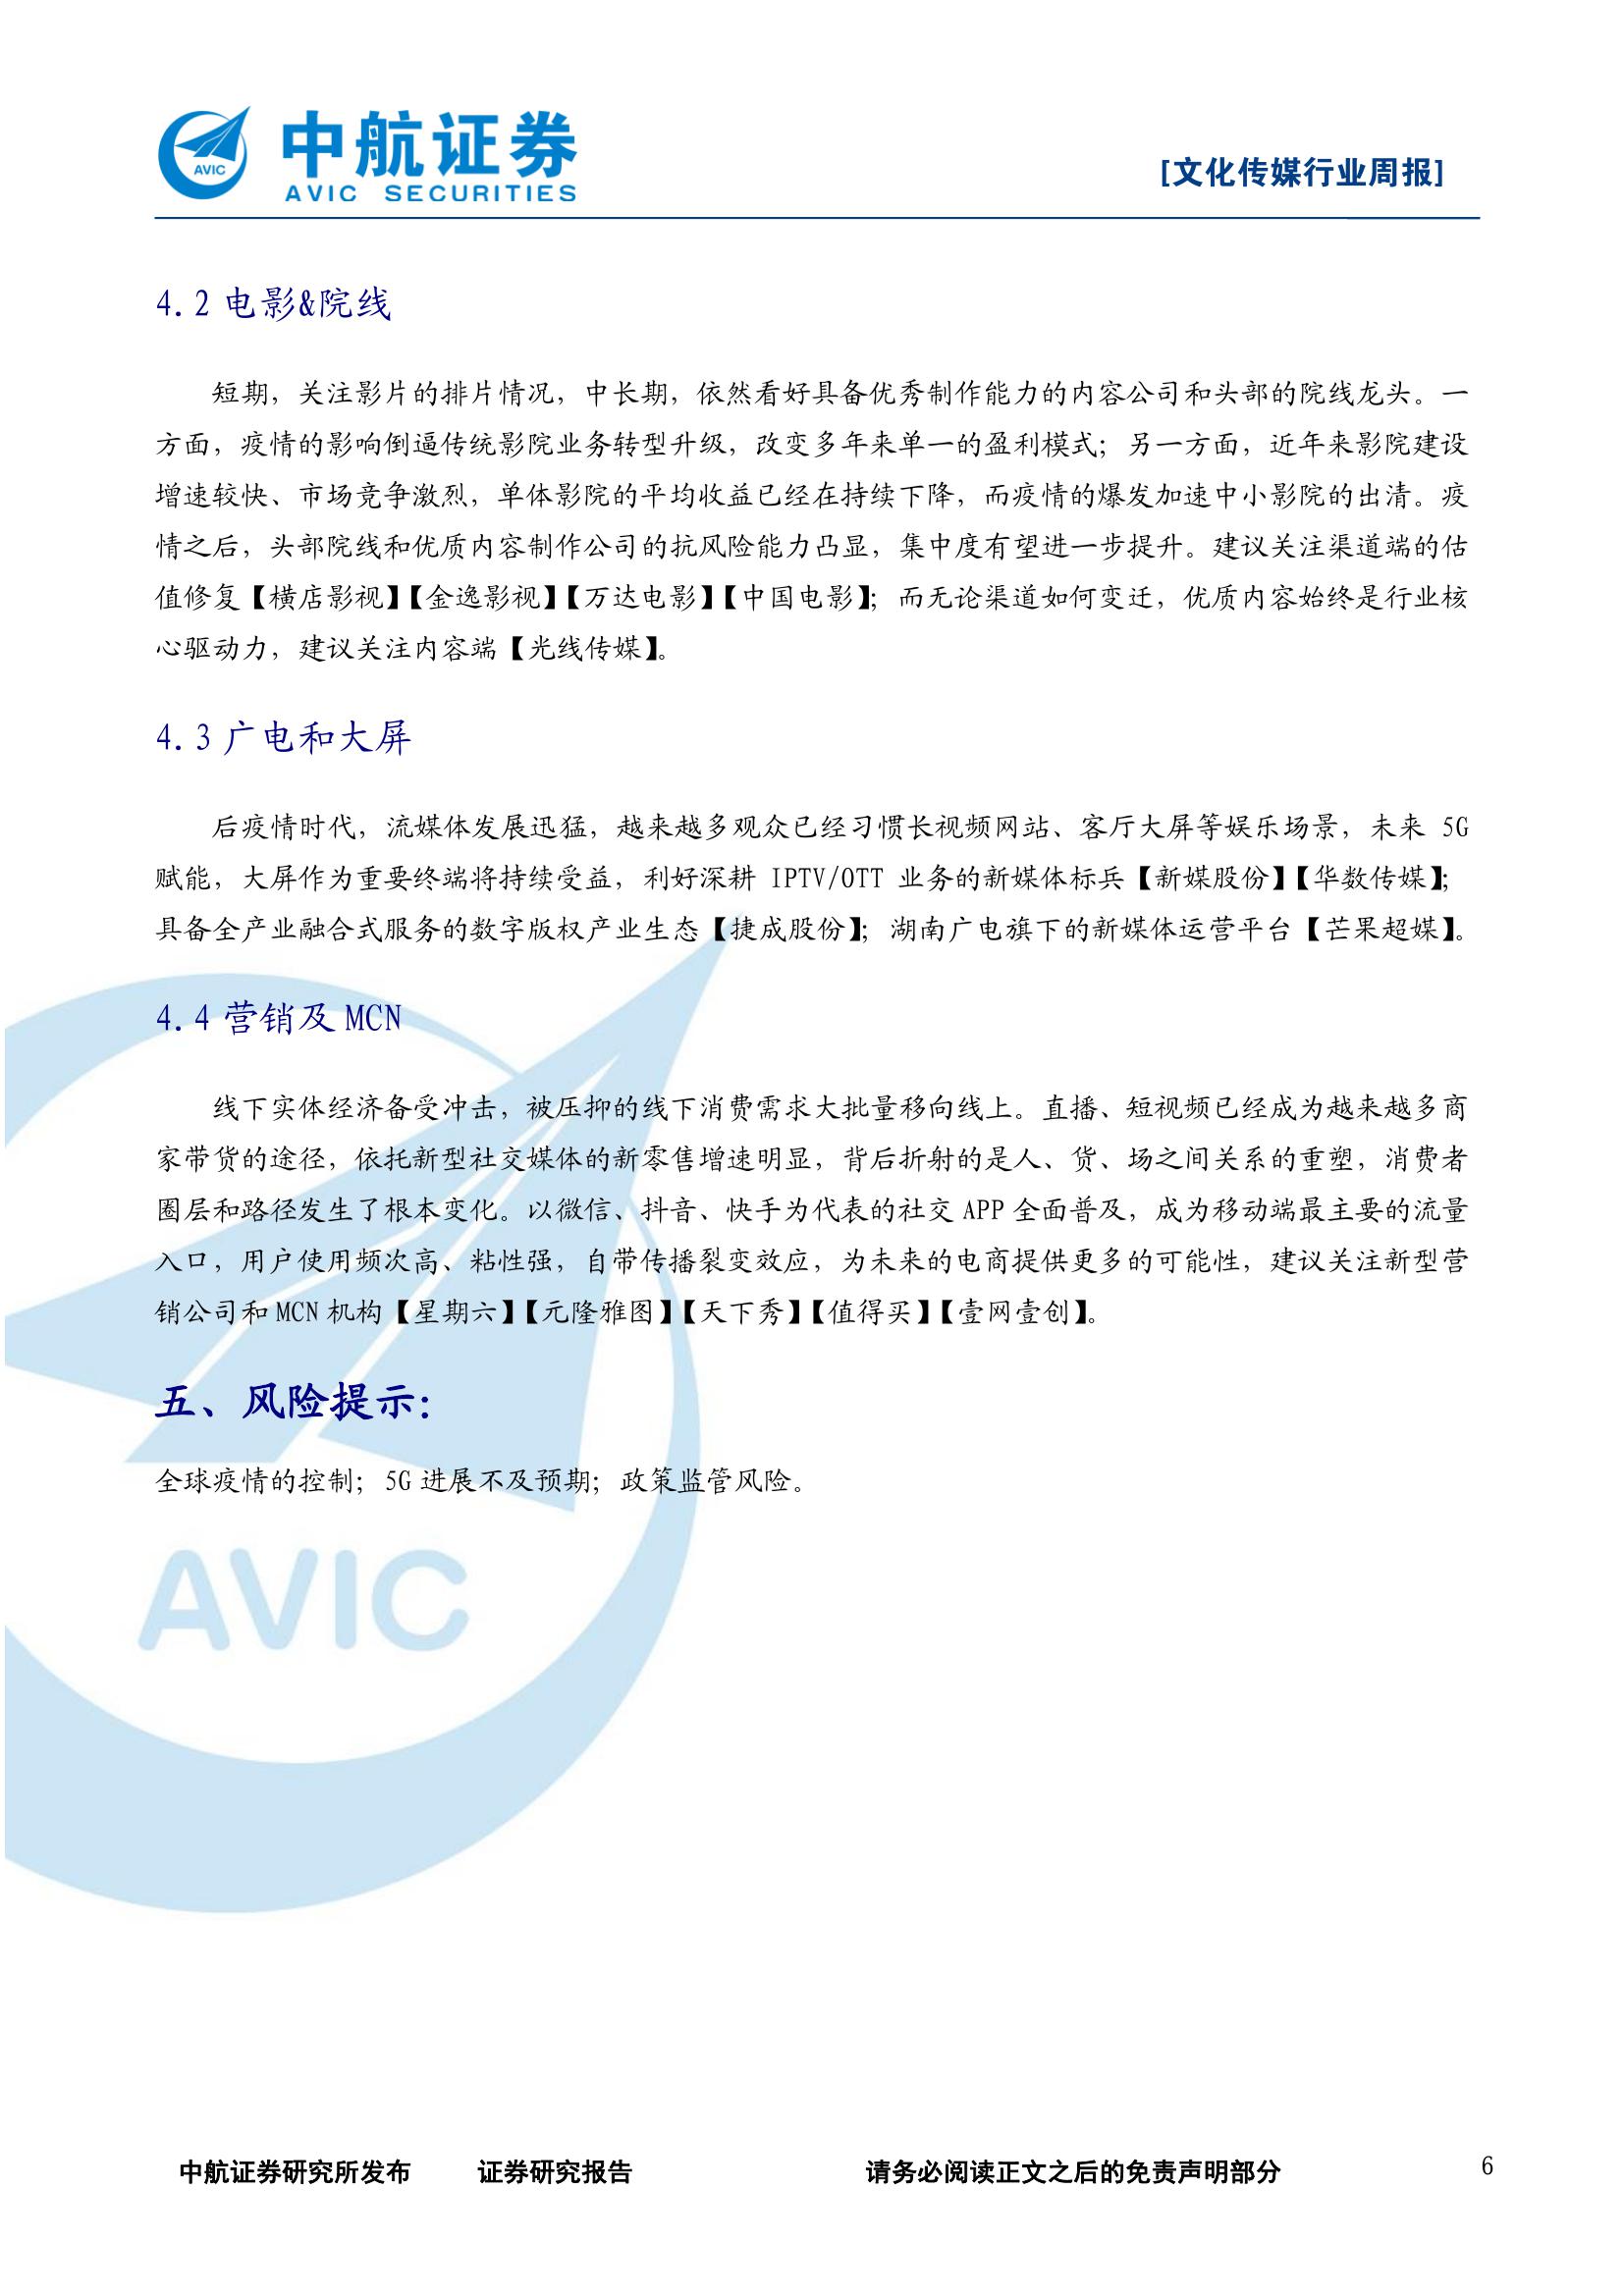 中航证券
AVIC SECURITIES
AVIC
[文化传媒行业周报]
4.2 电影&院线
短期，关注影片的排片情况，中长期，依然看好具备优秀制作能力的内容公司和头部的院线龙头。一
方面，疫情的影响倒逼传统影院业务转型升级，改变多年来单一的盈利模式；另一方面，近年来影院建设
增速较快、市场竞争激烈，单体影院的平均收益已经在持续下降，而疫情的爆发加速中小影院的出清。疫
情之后，头部院线和优质内容制作公司的抗风险能力凸显，集中度有望进一步提升。建议关注渠道端的估
值修复【横店影视】【金逸影视】【万达电影】【中国电影】；而无论渠道如何变迁，优质内容始终是行业核
心驱动力，建议关注内容端【光线传媒】。
4.3 广电和大屏
后疫情时代，流媒体发展迅猛，越来越多观众已经习惯长视频网站、客厅大屏等娱乐场景，未来 5G
赋能，大屏作为重要终端将持续受益，利好深耕 IPTV/OTT 业务的新媒体标兵【新媒股份】【华数传媒】；
具备全产业融合式服务的数字版权产业生态【捷成股份】；湖南广电旗下的新媒体运营平台【芒果超媒】。
4.4 营销及 MCN
线下实体经济备受冲击，被压抑的线下消费需求大批量移向线上。直播、短视频已经成为越来越多商
家带货的途径，依托新型社交媒体的新零售增速明显，背后折射的是人、货、场之间关系的重塑，消费者
圈层和路径发生了根本变化。以微信、抖音、快手为代表的社交 APP 全面普及，成为移动端最主要的流量
入口，用户使用频次高、粘性强，自带传播裂变效应，为未来的电商提供更多的可能性，建议关注新型营
销公司和 MCN 机构【星期六】【元隆雅图】【天下秀】【值得买】【壹网壹创】。
五、风险提示：
全球疫情的控制；5G 进展不及预期；政策监管风险。
AVIC
中航证券研究所发布 证券研究报告 请务必阅读正文之后的免责声明部分 6